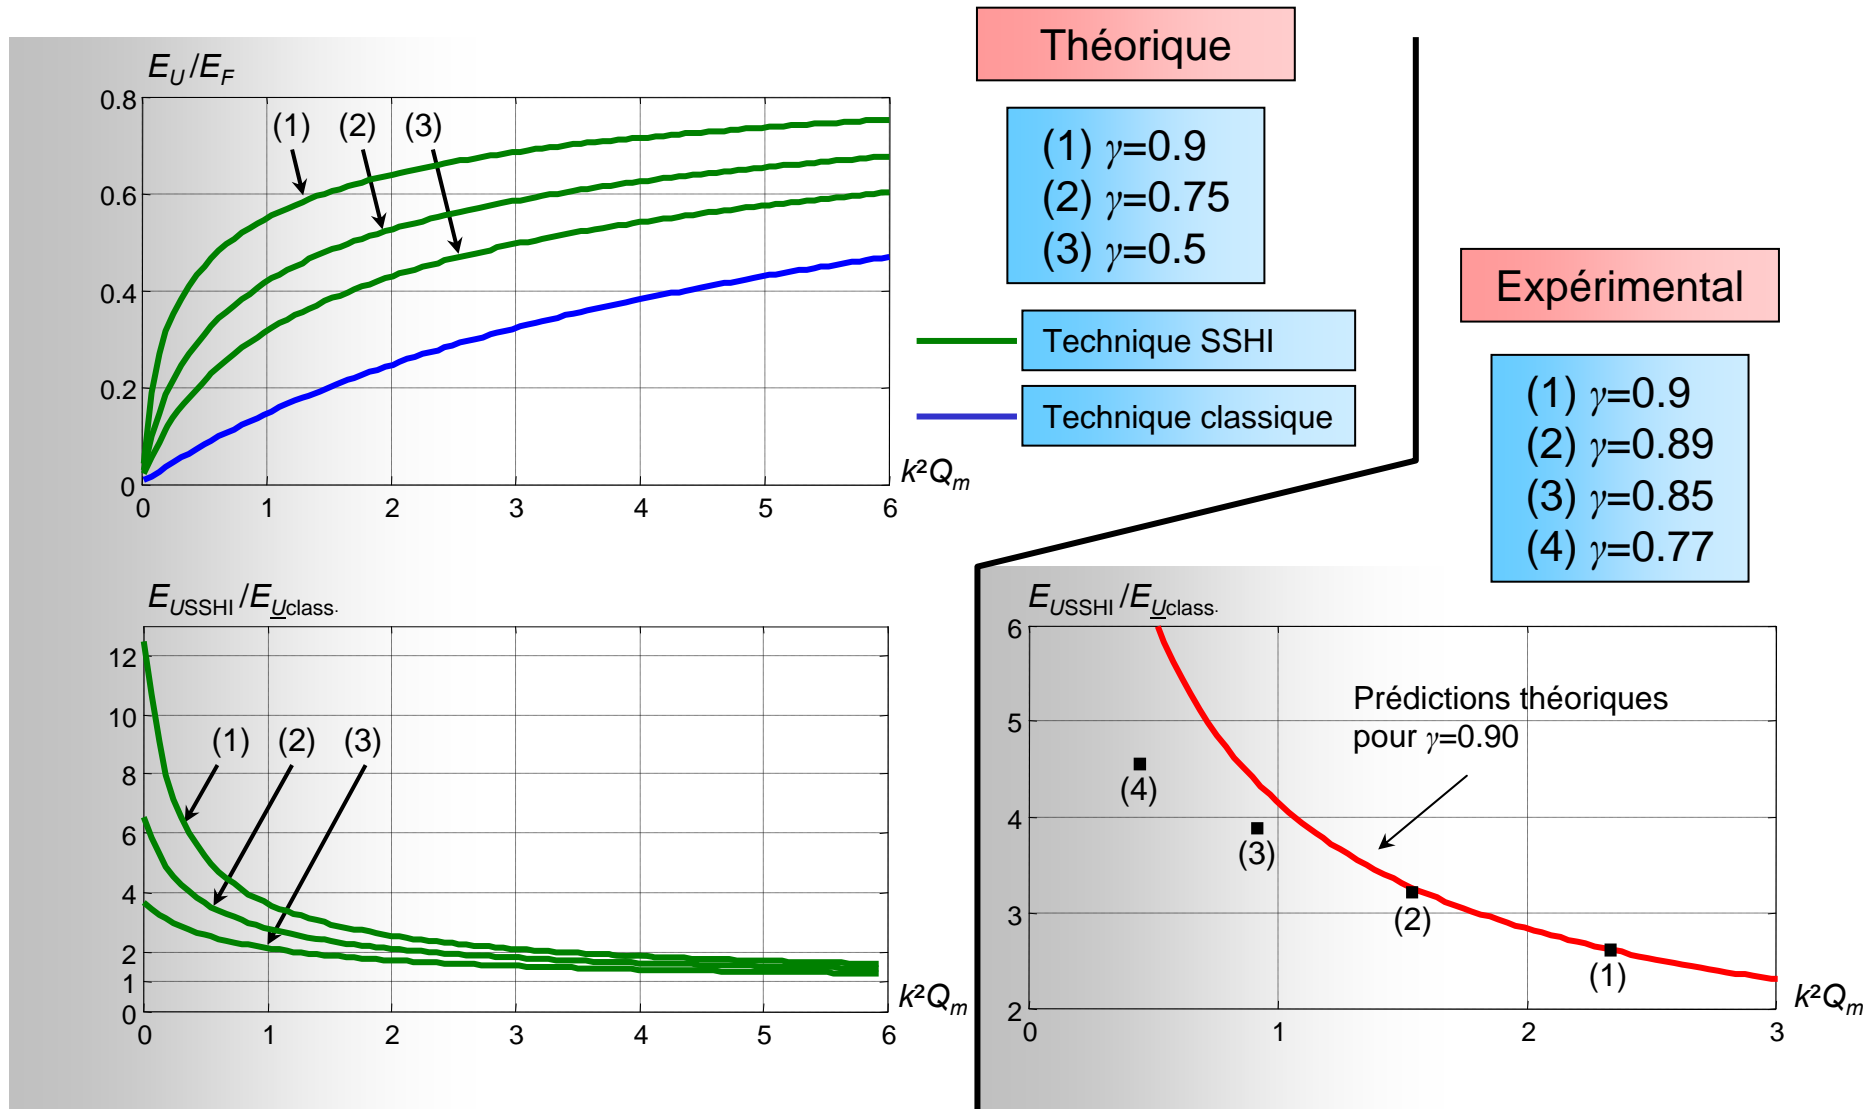 Théorique
E_U/E_F
0.8
0.6
0.4
0.2
0
(1) (2) (3)
0 1 2 3 4 5 6
k²Q_m
(1) γ=0.9
(2) γ=0.75
(3) γ=0.5
Technique SSHI
Technique classique
Expérimental
(1) γ=0.9
(2) γ=0.89
(3) γ=0.85
(4) γ=0.77
E_USSHI/E_Uclass.
12
10
8
6
4
2
1
0
(1) (2) (3)
0 1 2 3 4 5 6
k²Q_m
E_USSHI/E_Uclass.
6
5
4
3
2
Prédictions théoriques
pour γ=0.90
(4)
(3)
(2)
(1)
0 1 2 3
k²Q_m